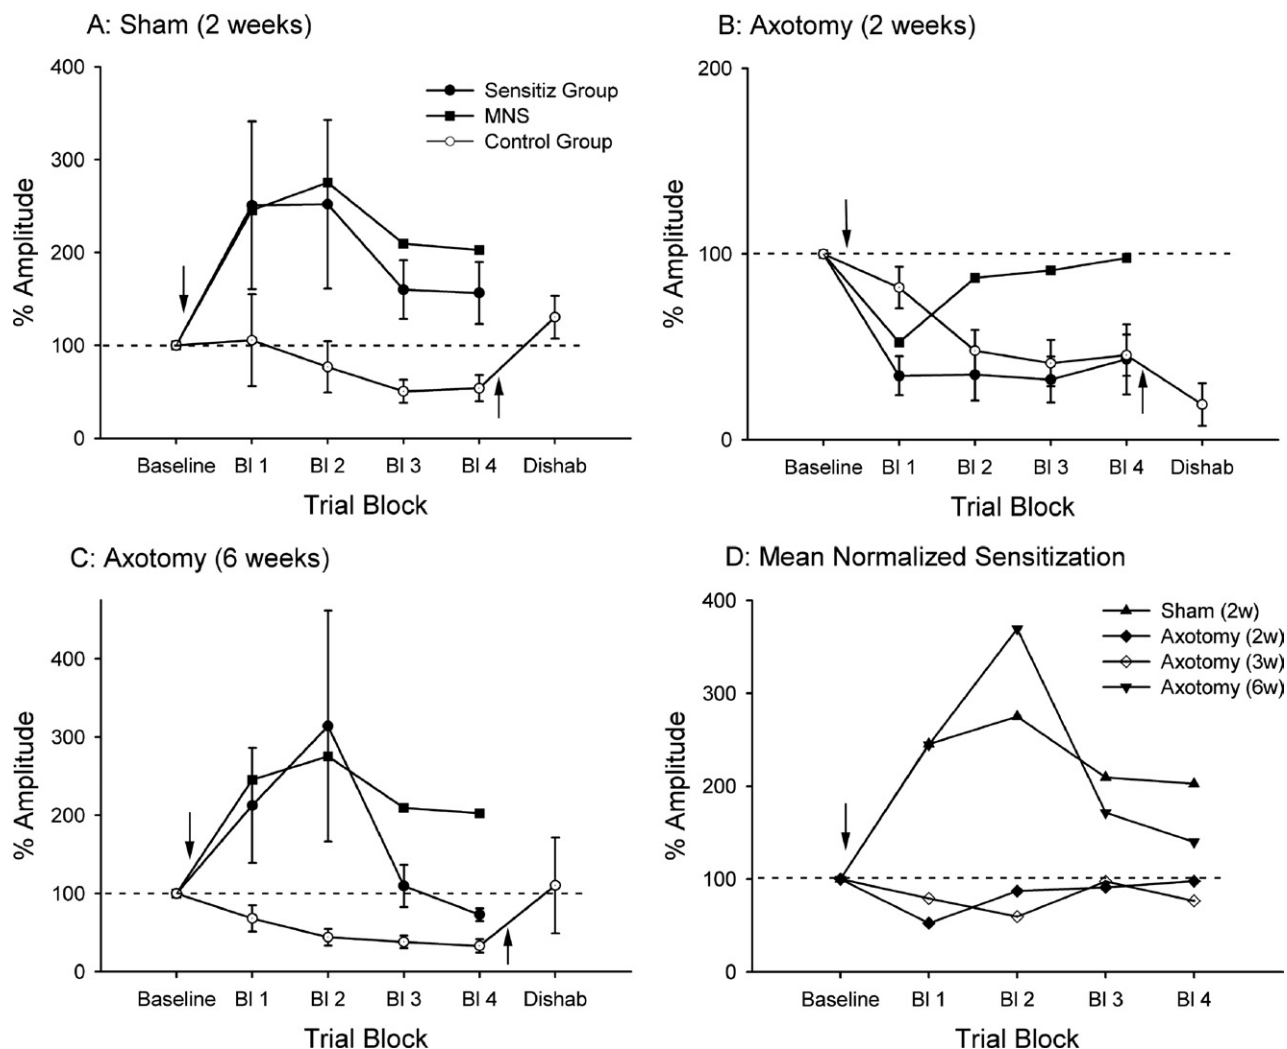 A: Sham (2 weeks)
400
300
200
100
0
% Amplitude
Sensitiz Group
MNS
Control Group
Baseline
Bl 1
Bl 2
Bl 3
Bl 4
Dishab
Trial Block
B: Axotomy (2 weeks)
200
100
0
% Amplitude
Baseline
Bl 1
Bl 2
Bl 3
Bl 4
Dishab
Trial Block
C: Axotomy (6 weeks)
400
300
200
100
0
% Amplitude
Baseline
Bl 1
Bl 2
Bl 3
Bl 4
Dishab
Trial Block
D: Mean Normalized Sensitization
400
300
200
100
0
% Amplitude
Sham (2w)
Axotomy (2w)
Axotomy (3w)
Axotomy (6w)
Baseline
Bl 1
Bl 2
Bl 3
Bl 4
Trial Block